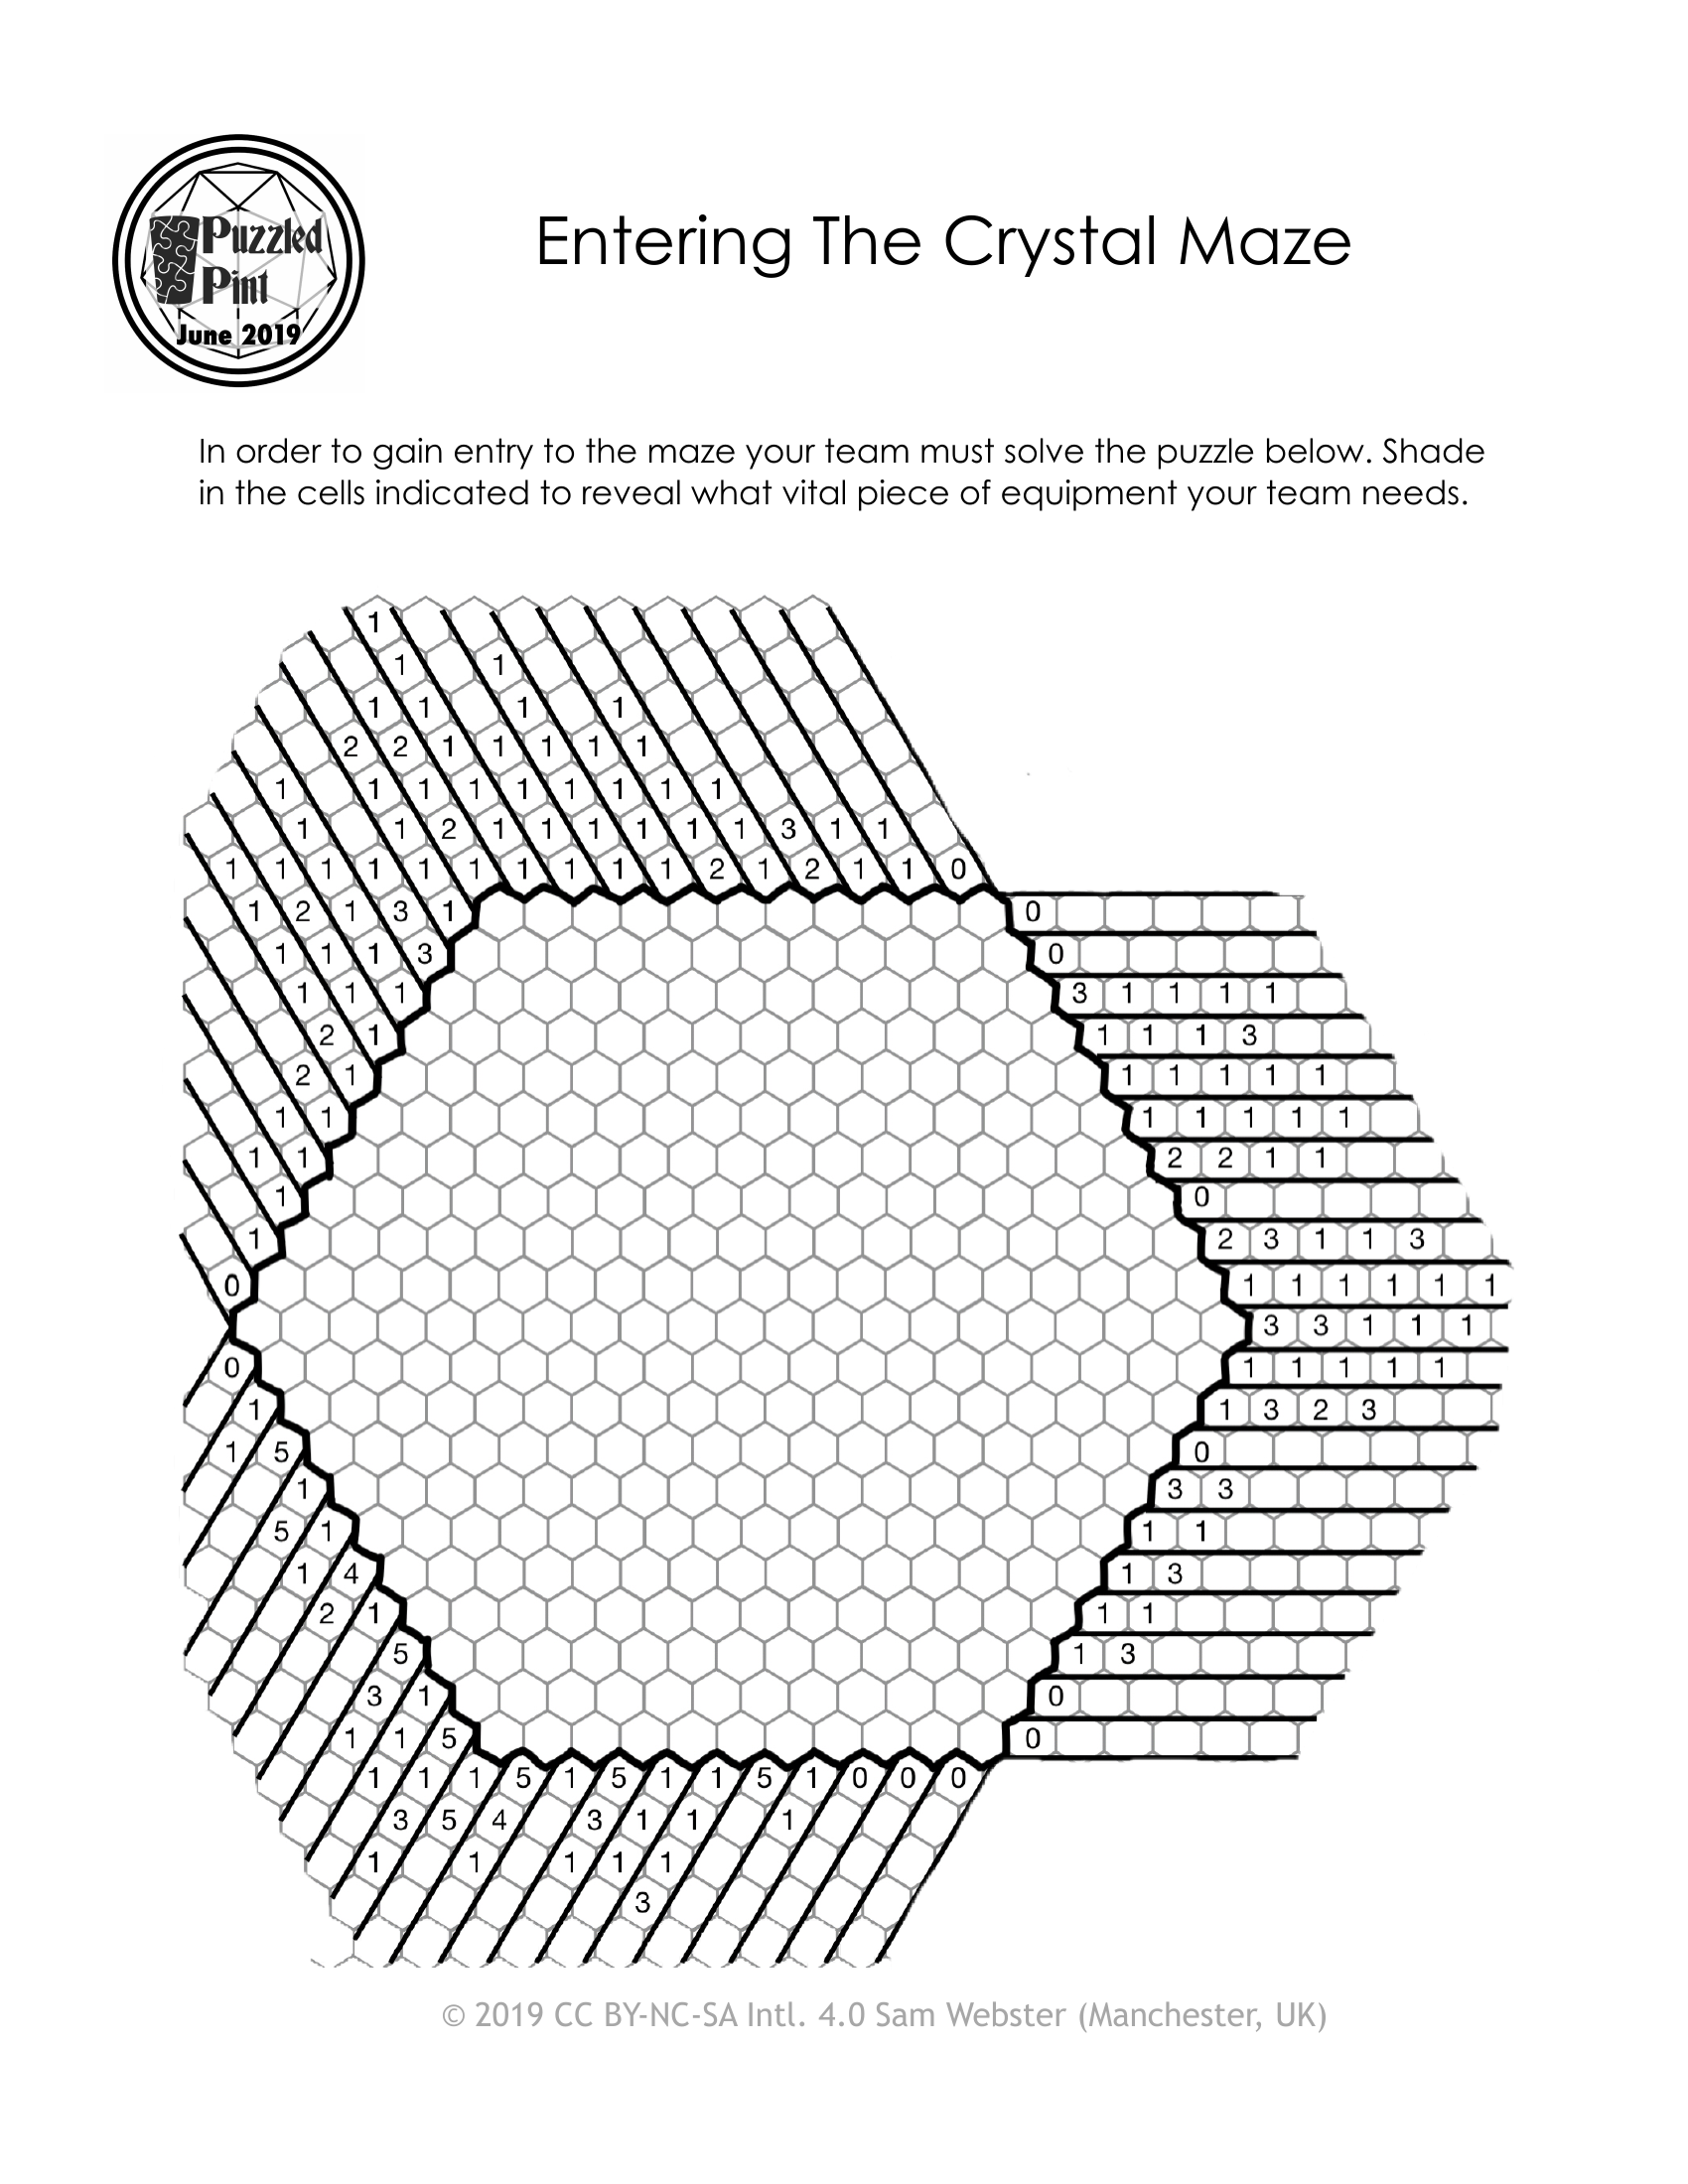 Puzzled
Pint
June 2019
Entering The Crystal Maze
In order to gain entry to the maze your team must solve the puzzle below. Shade
in the cells indicated to reveal what vital piece of equipment your team needs.
1
1 1
1 1 1 1
2 2 1 1 1 1 1
1 1 1 1 1 1 1 1 1
1 1 2 1 1 1 1 1 1 3 1 1
1 1 1 1 1 1 1 1 1 1 2 1 2 1 1 0
1 2 1 3 1 0
1 1 1 3 0
1 1 1 3 1 1 1 1
2 1 1 1 1 3
2 1 1 1 1 1 1
1 1 1 1 1 1 1
1 1 2 2 1 1
1 0
1 2 3 1 1 3
0 1 1 1 1 1 1
3 3 1 1 1
0 1 1 1 1 1
1 1 3 2 3
1 5 0
1 3 3
5 1 1 1
1 4 1 3
2 1 1 1
5 1 3
3 1 0
1 1 5 0
1 1 1 5 1 5 1 1 5 1 0 0 0
3 5 4 3 1 1 1
1 1 1 1 1
3
© 2019 CC BY-NC-SA Intl. 4.0 Sam Webster (Manchester, UK)